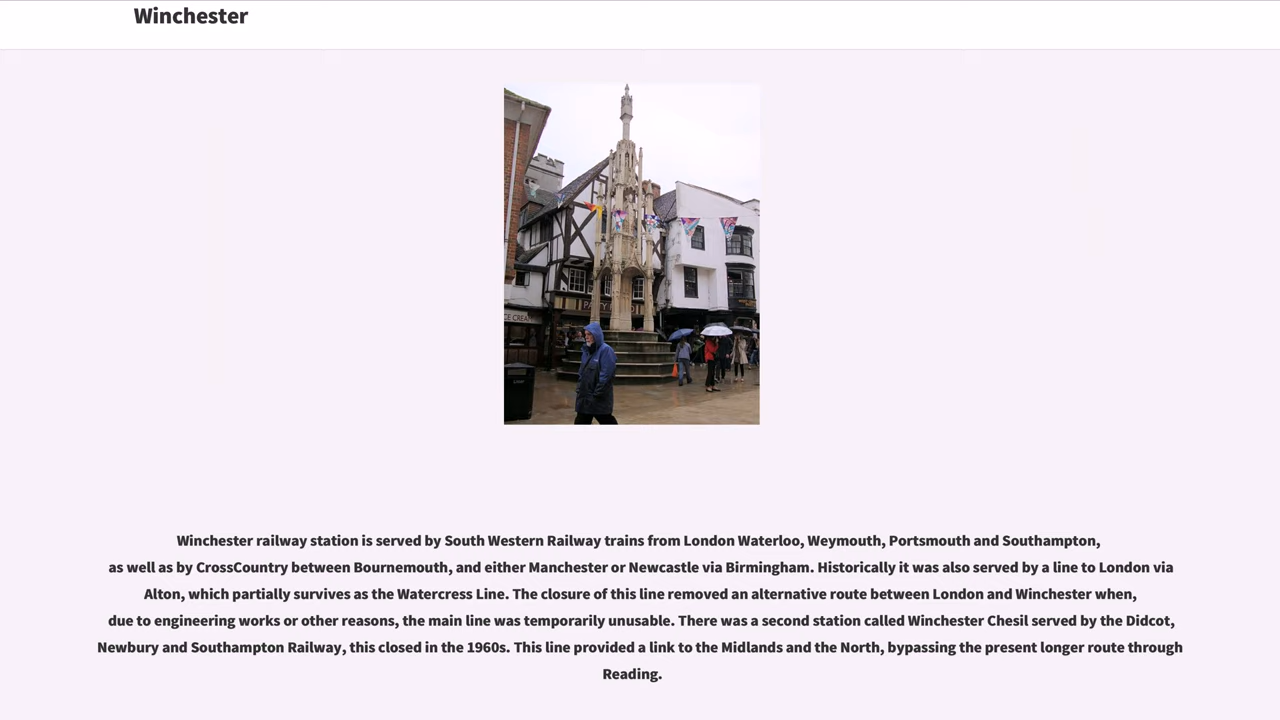 Winchester
ICE CREAM
Winchester railway station is served by South Western Railway trains from London Waterloo, Weymouth, Portsmouth and Southampton,
as well as by CrossCountry between Bournemouth, and either Manchester or Newcastle via Birmingham. Historically it was also served by a line to London via
Alton, which partially survives as the Watercress Line. The closure of this line removed an alternative route between London and Winchester when,
due to engineering works or other reasons, the main line was temporarily unusable. There was a second station called Winchester Chesil served by the Didcot,
Newbury and Southampton Railway, this closed in the 1960s. This line provided a link to the Midlands and the North, bypassing the present longer route through
Reading.